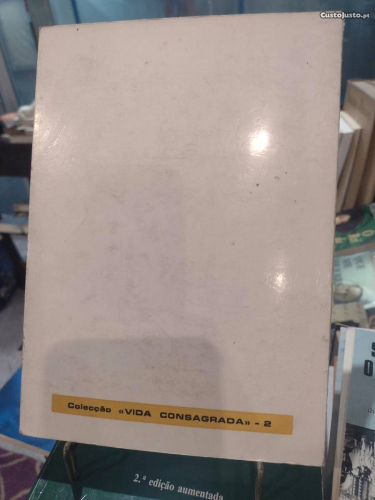 CustoJusto.pt
Colecção «VIDA CONSAGRADA» - 2
2.ª edição aumentada